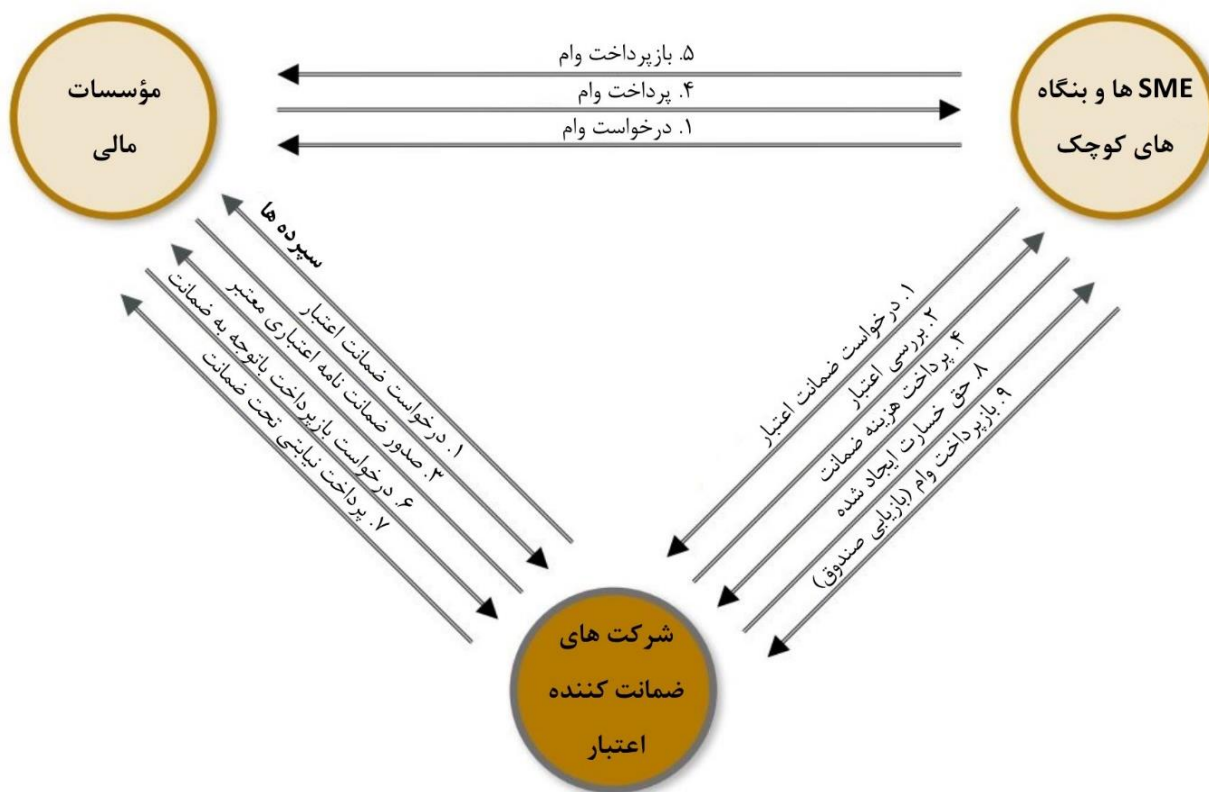 مؤسسات
مالی
۵. بازپرداخت وام
۴. پرداخت وام
۱. درخواست وام
SME ها و بنگاه
های کوچک
سپرده ها
۱. درخواست ضمانت اعتبار
۳. صدور ضمانت نامه اعتباری معتبر
۶. درخواست بازپرداخت باتوجه به ضمانت
۷. پرداخت نیابتی تحت ضمانت
۱. درخواست ضمانت اعتبار
۲. بررسی اعتبار
۴. پرداخت هزینه ضمانت
۸. حق خسارت ایجاد شده
۹. بازپرداخت وام (بازیابی صندوق)
شرکت های
ضمانت کننده
اعتبار